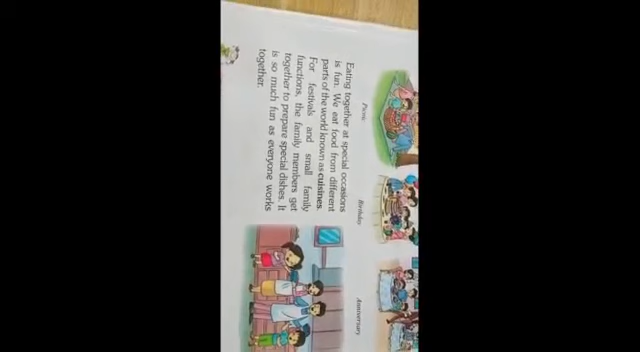 Picnic
Birthday
Anniversary
Eating together at special occasions
is fun. We eat food from different
parts of the world known as cuisines.
For festivals and small family
functions, the family members get
together to prepare special dishes. It
is so much fun as everyone works
together.